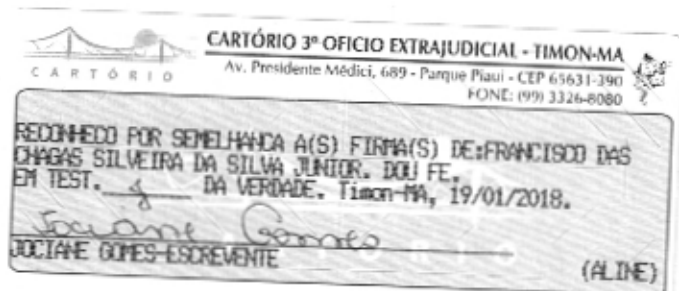 CARTÓRIO 3º OFICIO EXTRAJUDICIAL - TIMON-MA
Av. Presidente Médici, 689 - Parque Piaui - CEP 65631-390
FONE: (99) 3326-8080
CARTÓRIO
RECONHECO POR SEMELHANCA A(S) FIRMA(S) DE:FRANCISCO DAS
CHAGAS SILVEIRA DA SILVA JUNIOR. DOU FE.
EM TEST. DA VERDADE. Timon-MA, 19/01/2018.
Jociane Gomes
JOCIANE GOMES-ESCREVENTE
(ALINE)